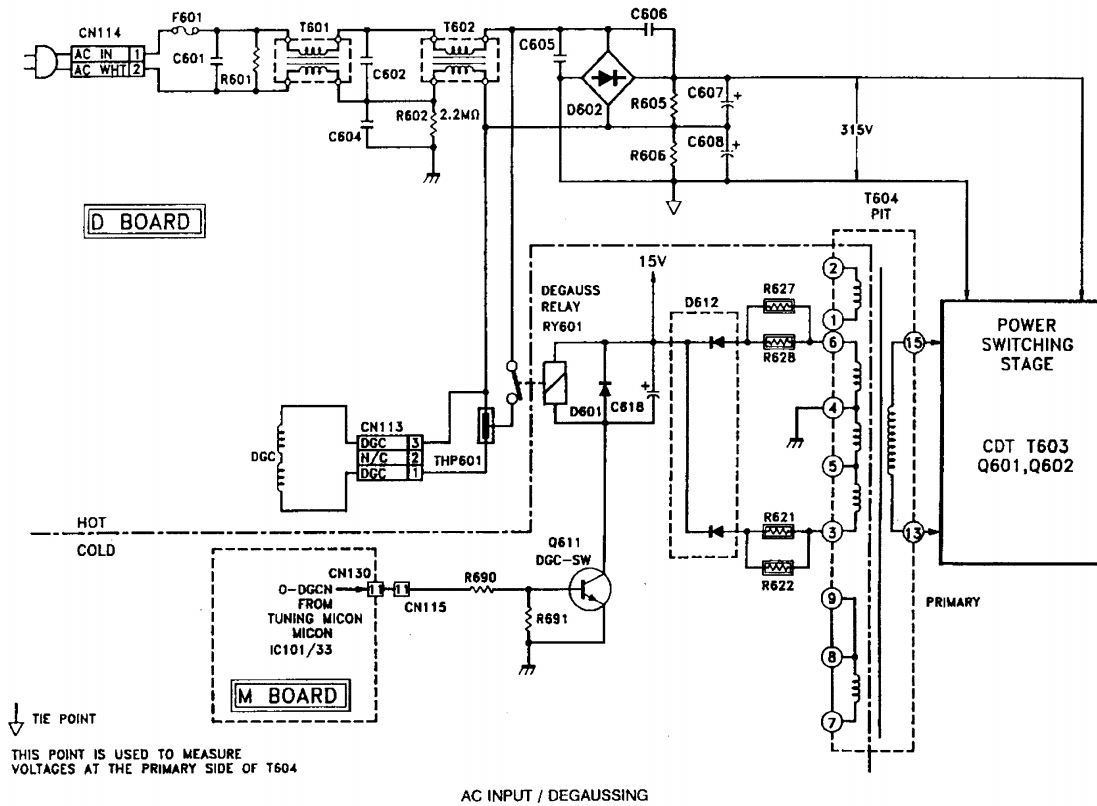 F601
CN114
AC IN 1
AC WHT 2
C601
R601
T601
C602
C604
R602
2.2MΩ
T602
C605
C606
D602
R605
R606
C607
C608
315V
D BOARD
T604
PIT
DEGAUSS
RELAY
RY601
15V
D612
R627
R628
2
1
6
4
5
3
9
8
7
15
13
POWER
SWITCHING
STAGE
CDT T603
Q601,Q602
D601
C618
CN113
DGC 3
N/C 2
DGC 1
DGC
THP601
R621
R622
HOT
COLD
Q611
DGC-SW
CN130
O-DGCN
FROM
TUNING MICON
MICON
IC101/33
11
11
CN115
R690
R691
M BOARD
PRIMARY
TIE POINT
THIS POINT IS USED TO MEASURE
VOLTAGES AT THE PRIMARY SIDE OF T604
AC INPUT / DEGAUSSING